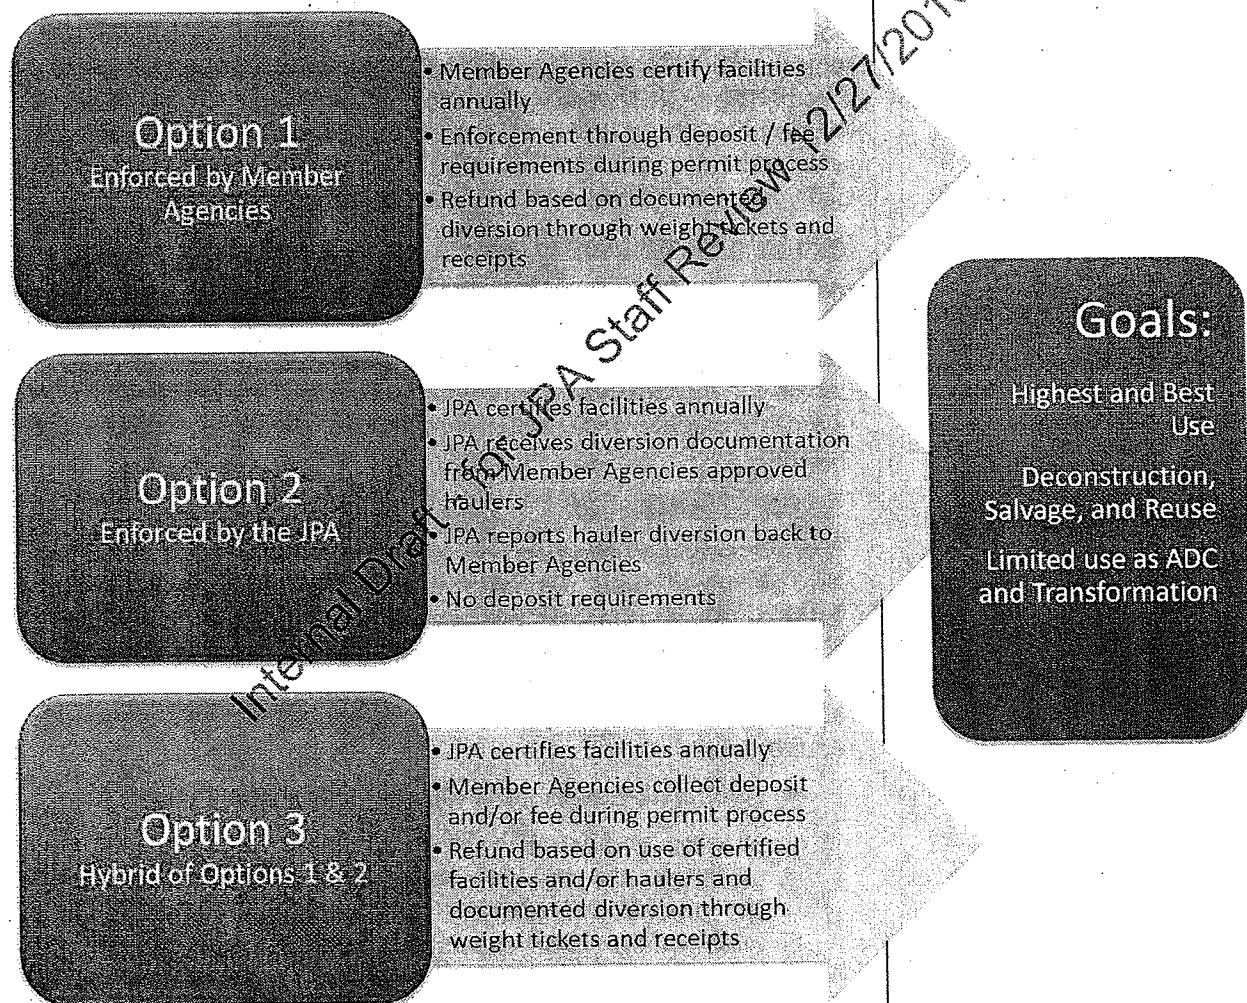 Option 1
Enforced by Member
Agencies
• Member Agencies certify facilities
annually
• Enforcement through deposit / fee
requirements during permit process
• Refund based on documented
diversion through weight tickets and
receipts
Option 2
Enforced by the JPA
• JPA certifies facilities annually
• JPA receives diversion documentation
from Member Agencies approved
haulers
• JPA reports hauler diversion back to
Member Agencies
• No deposit requirements
Option 3
Hybrid of Options 1 & 2
• JPA certifies facilities annually
• Member Agencies collect deposit
and/or fee during permit process
• Refund based on use of certified
facilities and/or haulers and
documented diversion through
weight tickets and receipts
Goals:
Highest and Best
Use
Deconstruction,
Salvage, and Reuse
Limited use as ADC
and Transformation
Internal Draft - for JPA Staff Review 12/27/201